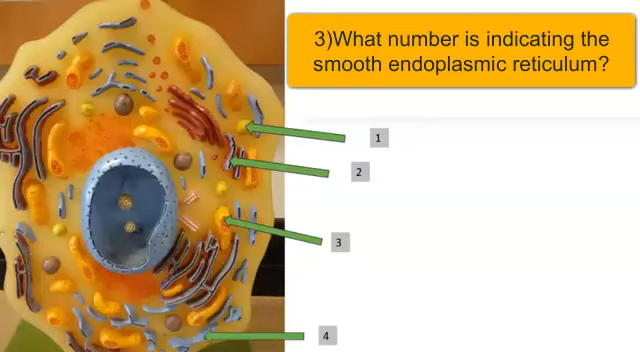 3)What number is indicating the
smooth endoplasmic reticulum?
1
2
3
4